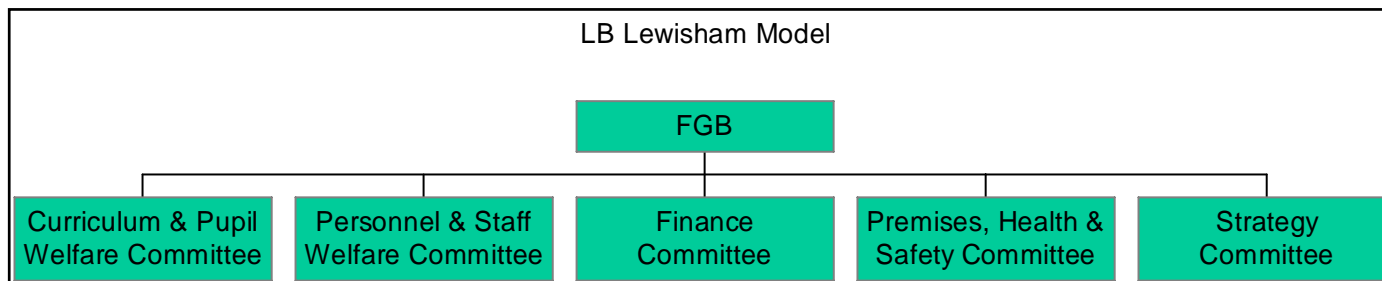 LB Lewisham Model
FGB
Curriculum & Pupil
Welfare Committee
Personnel & Staff
Welfare Committee
Finance
Committee
Premises, Health &
Safety Committee
Strategy
Committee